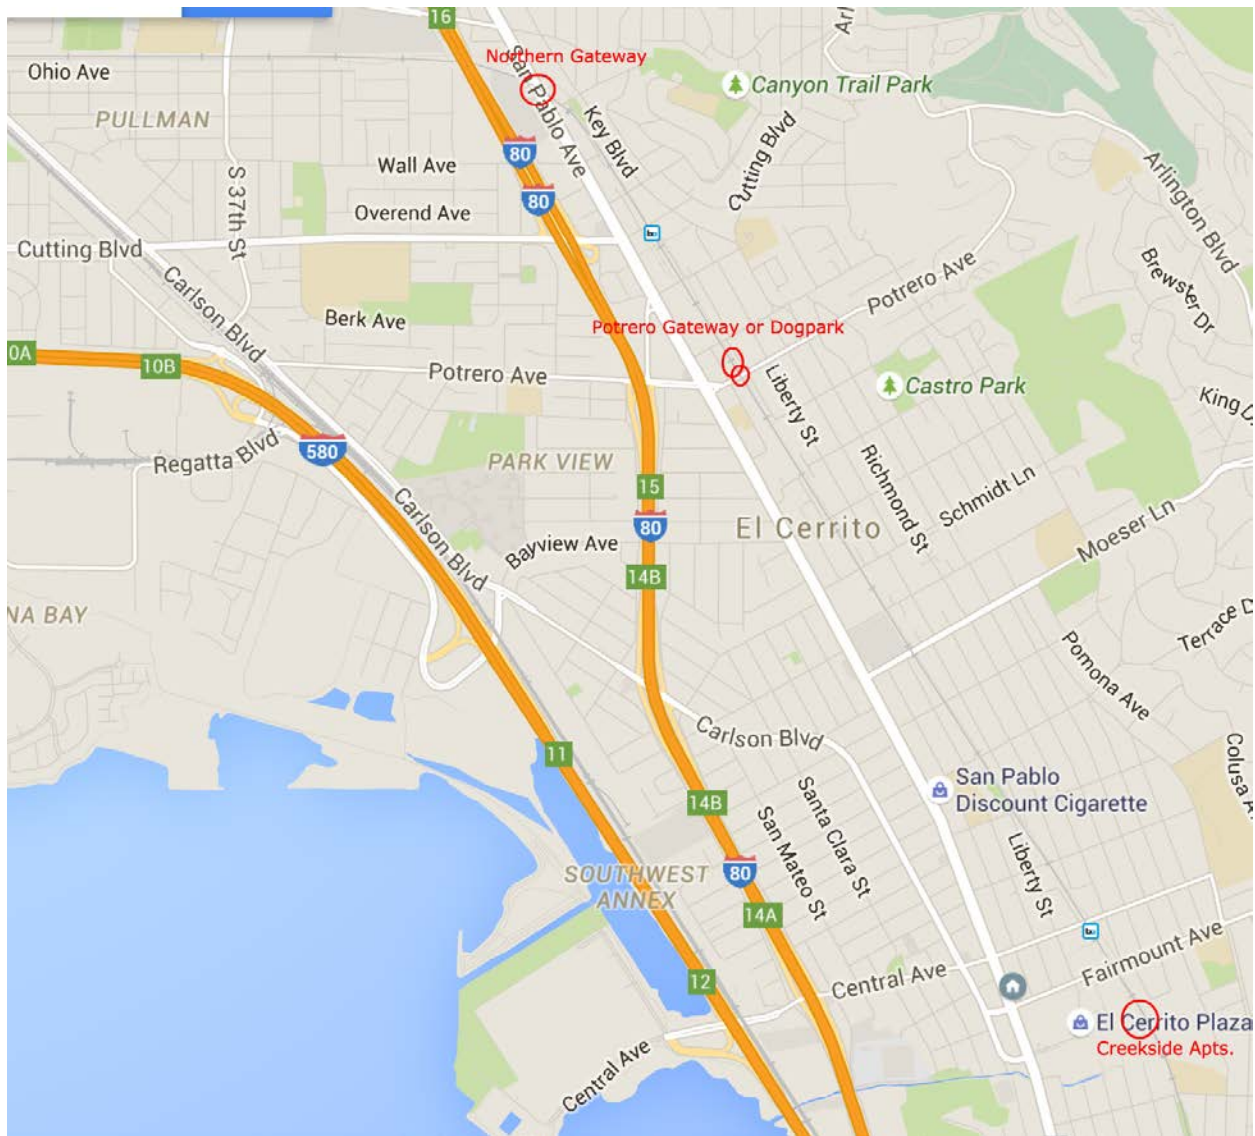 16
Arl
Northern Gateway
Ohio Ave
San Pablo Ave
Canyon Trail Park
PULLMAN
Key Blvd
Cutting Blvd
80
Wall Ave
Arlington Blvd
S 37th St
80
Overend Ave
Cutting Blvd
Carlson Blvd
Potrero Ave
Brewster Dr
Berk Ave
Potrero Gateway or Dogpark
0A
10B
Potrero Ave
Liberty St
Castro Park
King D
Regatta Blvd
580
PARK VIEW
Richmond St
Schmidt Ln
15
Carlson Blvd
80
El Cerrito
Moeser Ln
Bayview Ave
14B
NA BAY
Terrace D
Pomona Ave
Carlson Blvd
11
Colusa A
San Pablo
Discount Cigarette
14B
Santa Clara St
San Mateo St
SOUTHWEST
ANNEX
80
Liberty St
14A
Fairmount Ave
Central Ave
12
El Cerrito Plaza
Creekside Apts.
Central Ave